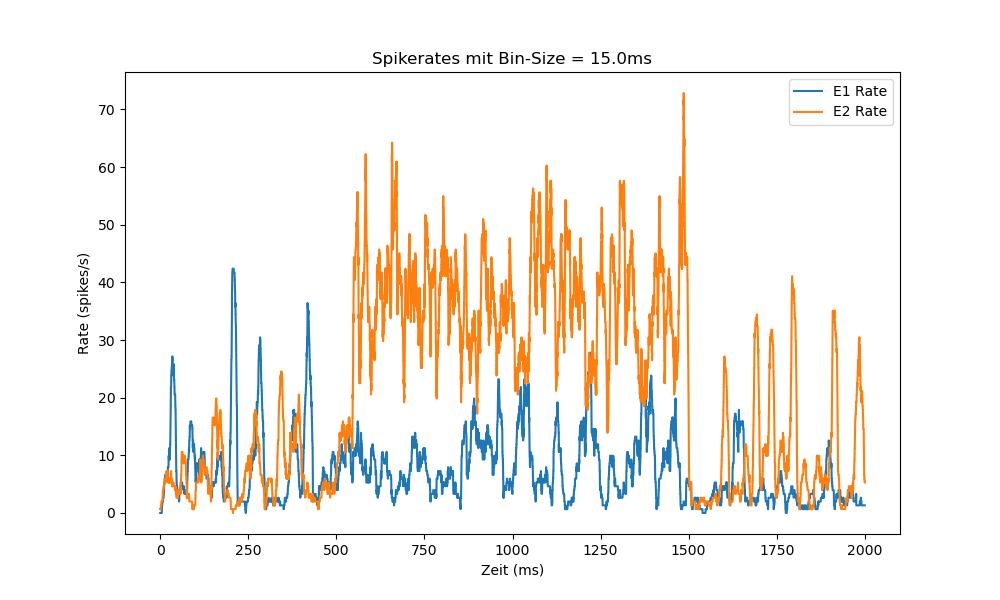 Spikerates mit Bin-Size = 15.0ms
E1 Rate
E2 Rate
Rate (spikes/s)
70
60
50
40
30
20
10
0
0 250 500 750 1000 1250 1500 1750 2000
Zeit (ms)